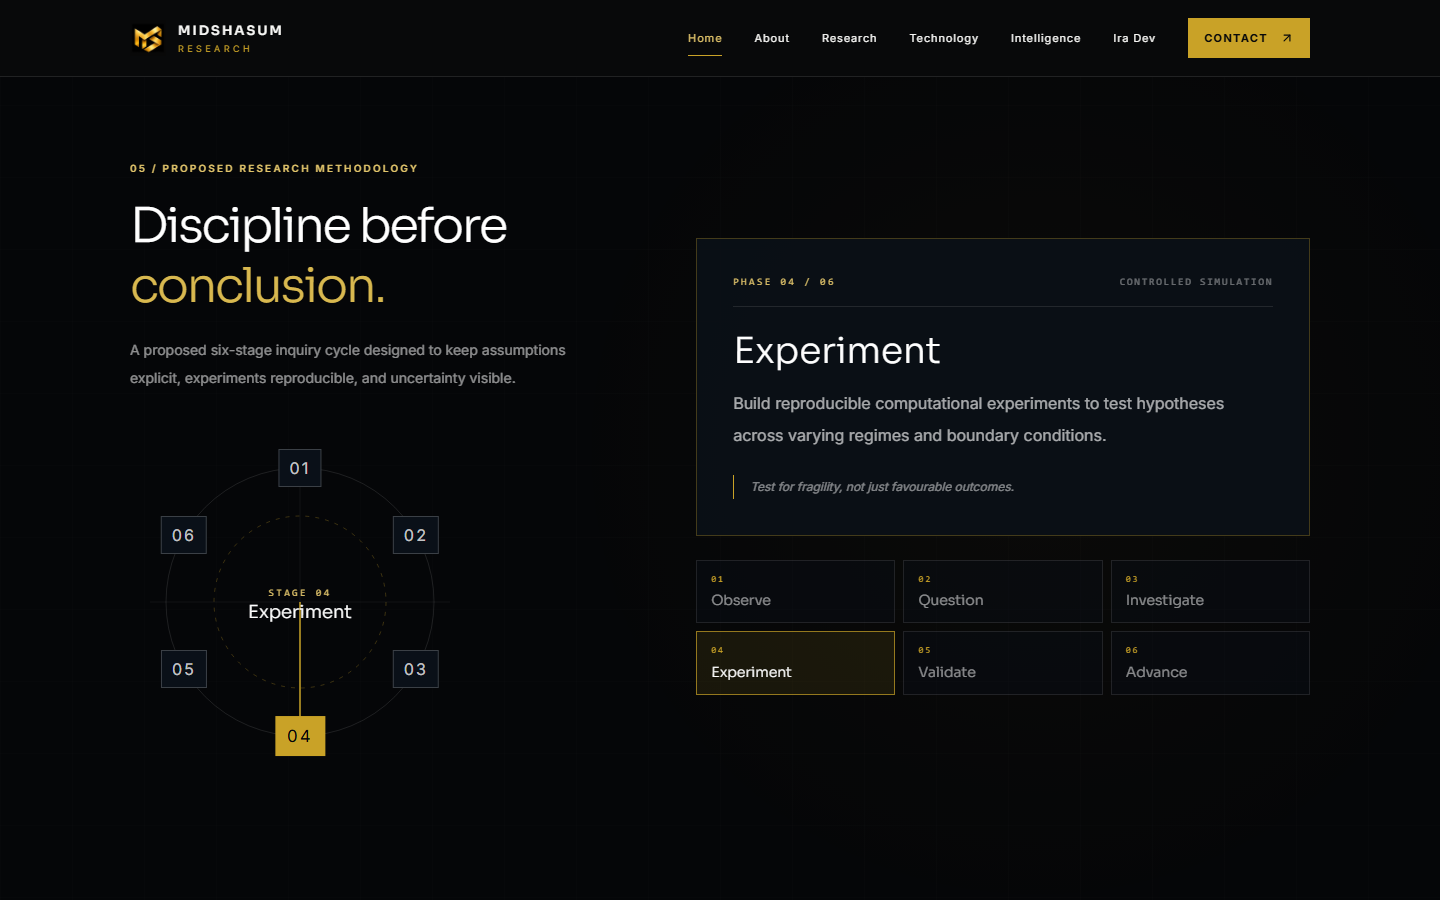 MIDSHASUM
RESEARCH
Home
About
Research
Technology
Intelligence
Ira Dev
CONTACT
05 / PROPOSED RESEARCH METHODOLOGY
Discipline before
conclusion.
A proposed six-stage inquiry cycle designed to keep assumptions
explicit, experiments reproducible, and uncertainty visible.
01
06
02
STAGE 04
Experiment
05
03
04
PHASE 04 / 06
CONTROLLED SIMULATION
Experiment
Build reproducible computational experiments to test hypotheses
across varying regimes and boundary conditions.
Test for fragility, not just favourable outcomes.
01
Observe
02
Question
03
Investigate
04
Experiment
05
Validate
06
Advance